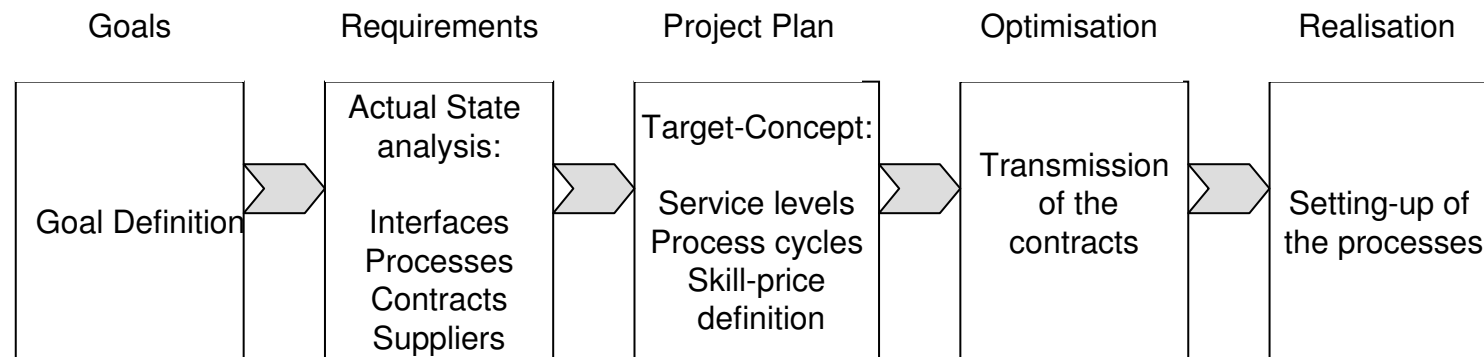 Goals
Requirements
Project Plan
Optimisation
Realisation
Goal Definition
Actual State
analysis:
Interfaces
Processes
Contracts
Suppliers
Target-Concept:
Service levels
Process cycles
Skill-price
definition
Transmission
of the
contracts
Setting-up of
the processes